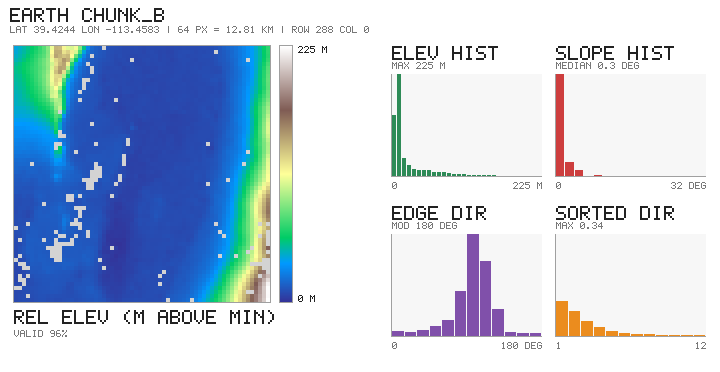 EARTH CHUNK_B
LAT 39.4244 LON -113.4583 | 64 PX = 12.81 KM | ROW 288 COL 0
225 M
0 M
REL ELEV (M ABOVE MIN)
VALID 96%
ELEV HIST
MAX 225 M
0 225 M
SLOPE HIST
MEDIAN 0.3 DEG
0 32 DEG
EDGE DIR
MOD 180 DEG
0 180 DEG
SORTED DIR
MAX 0.34
1 12